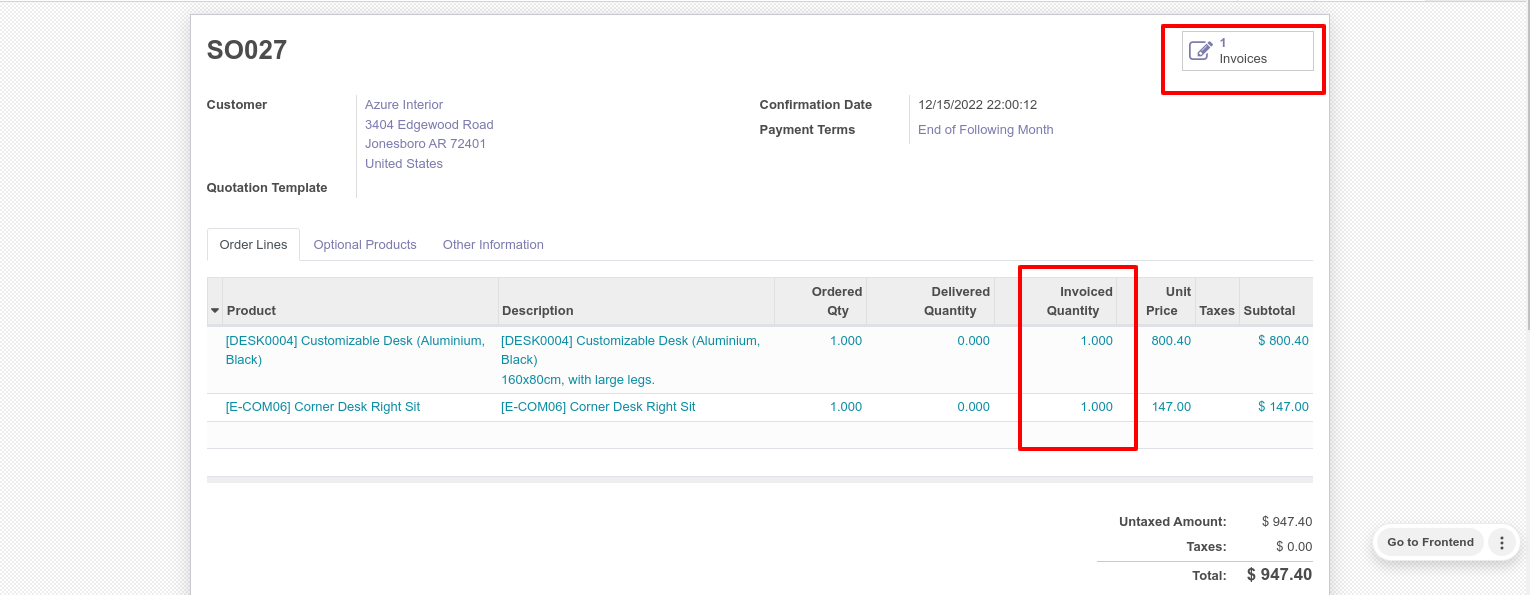 SO027
1
Invoices
Customer
Azure Interior
3404 Edgewood Road
Jonesboro AR 72401
United States
Quotation Template
Confirmation Date 12/15/2022 22:00:12
Payment Terms End of Following Month
Order Lines Optional Products Other Information
Product Description Ordered Qty Delivered Quantity Invoiced Quantity Unit Price Taxes Subtotal
[DESK0004] Customizable Desk (Aluminium, [DESK0004] Customizable Desk (Aluminium, 1.000 0.000 1.000 800.40 $ 800.40
Black) Black)
160x80cm, with large legs.
[E-COM06] Corner Desk Right Sit [E-COM06] Corner Desk Right Sit 1.000 0.000 1.000 147.00 $ 147.00
Untaxed Amount: $ 947.40
Taxes: $ 0.00
Total: $ 947.40
Go to Frontend